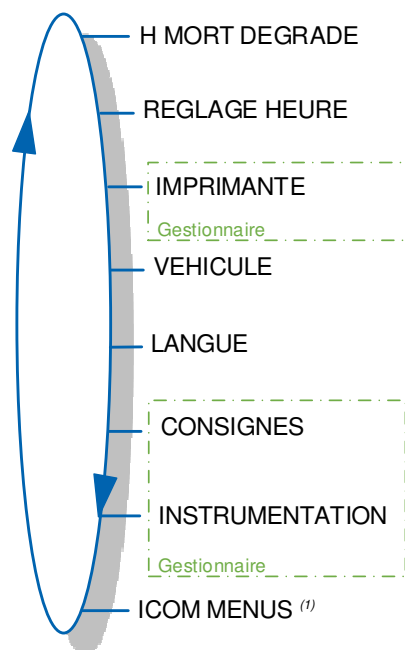 H MORT DEGRADE
REGLAGE HEURE
IMPRIMANTE
Gestionnaire
VEHICULE
LANGUE
CONSIGNES
INSTRUMENTATION
Gestionnaire
ICOM MENUS (1)